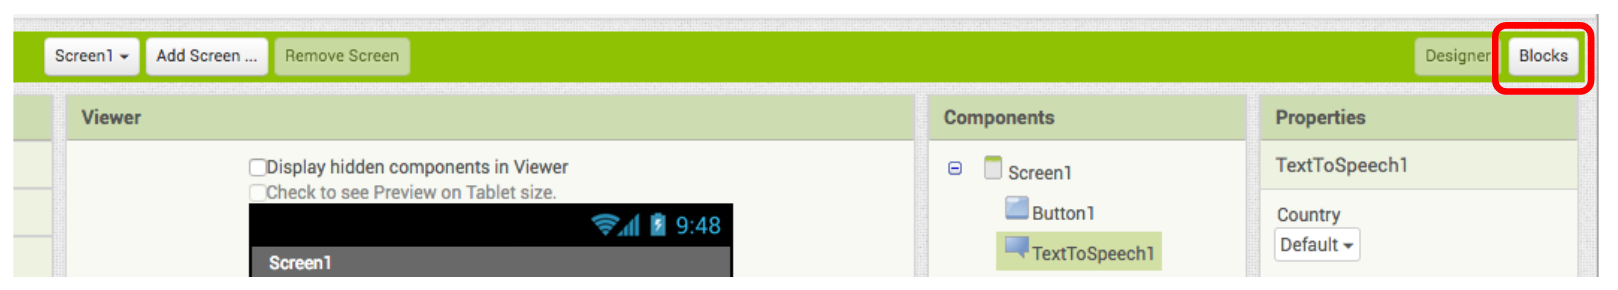 Screen1 Add Screen ... Remove Screen Designer Blocks
Viewer Components Properties
Display hidden components in Viewer
Check to see Preview on Tablet size.
9:48
Screen1
Screen1
Button1
TextToSpeech1
TextToSpeech1
Country
Default